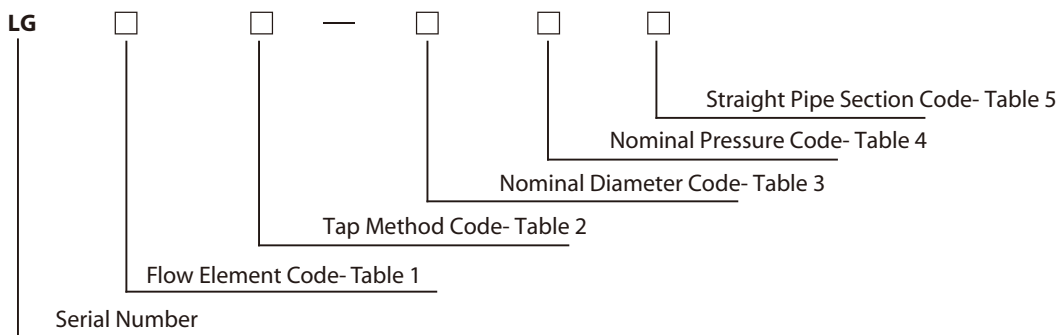 LG □ □ — □ □ □
Straight Pipe Section Code- Table 5
Nominal Pressure Code- Table 4
Nominal Diameter Code- Table 3
Tap Method Code- Table 2
Flow Element Code- Table 1
Serial Number